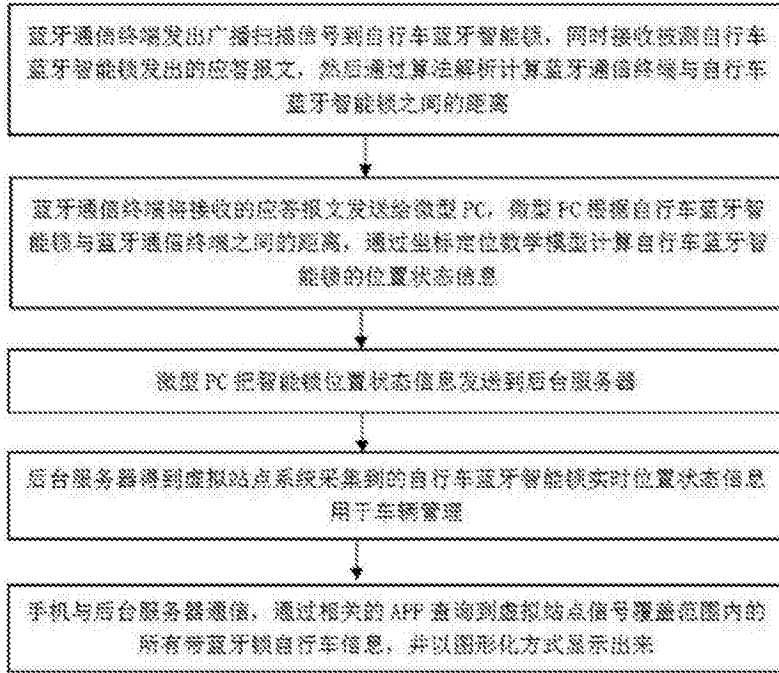 蓝牙通信终端发出广播扫描信号到自行车蓝牙智能锁，同时接收被测自行车
蓝牙智能锁发出的应答报文，然后通过算法解析计算蓝牙通信终端与自行车
蓝牙智能锁之间的距离
蓝牙通信终端将接收的应答报文发送给微型 PC，微型 PC 根据自行车蓝牙智
能锁与蓝牙通信终端之间的距离，通过坐标定位数学模型计算自行车蓝牙智
能锁的位置状态信息
微型 PC 把智能锁位置状态信息发送到后台服务器
后台服务器得到虚拟站点系统采集到的自行车蓝牙智能锁实时位置状态信息
用于车辆管理
手机与后台服务器通信，通过相关的 APP 查询到虚拟站点信号覆盖范围内的
所有带蓝牙锁自行车信息，并以图形化方式显示出来